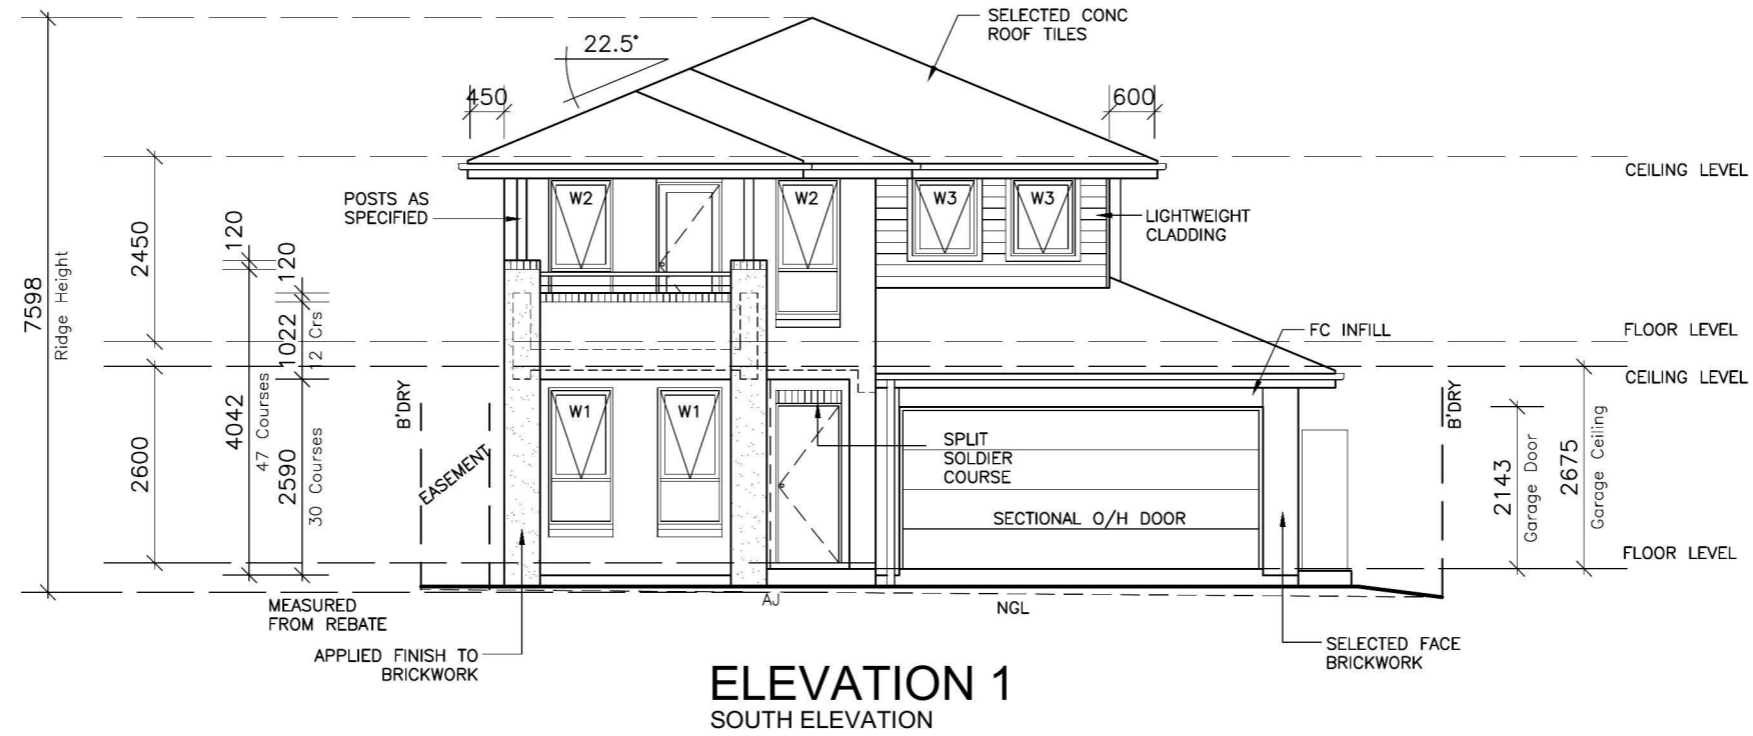 SELECTED CONC
ROOF TILES
22.5°
450
600
CEILING LEVEL
POSTS AS
SPECIFIED
W2
W2
W3
W3
LIGHTWEIGHT
CLADDING
7598
Ridge Height
2450
120
120
1022
12 Crs
FC INFILL
FLOOR LEVEL
CEILING LEVEL
B'DRY
B'DRY
2600
4042
47 Courses
2590
30 Courses
W1
W1
EASEMENT
SPLIT
SOLDIER
COURSE
SECTIONAL O/H DOOR
2143
Garage Door
2675
Garage Ceiling
FLOOR LEVEL
MEASURED
FROM REBATE
AJ
NGL
APPLIED FINISH TO
BRICKWORK
SELECTED FACE
BRICKWORK
ELEVATION 1
SOUTH ELEVATION